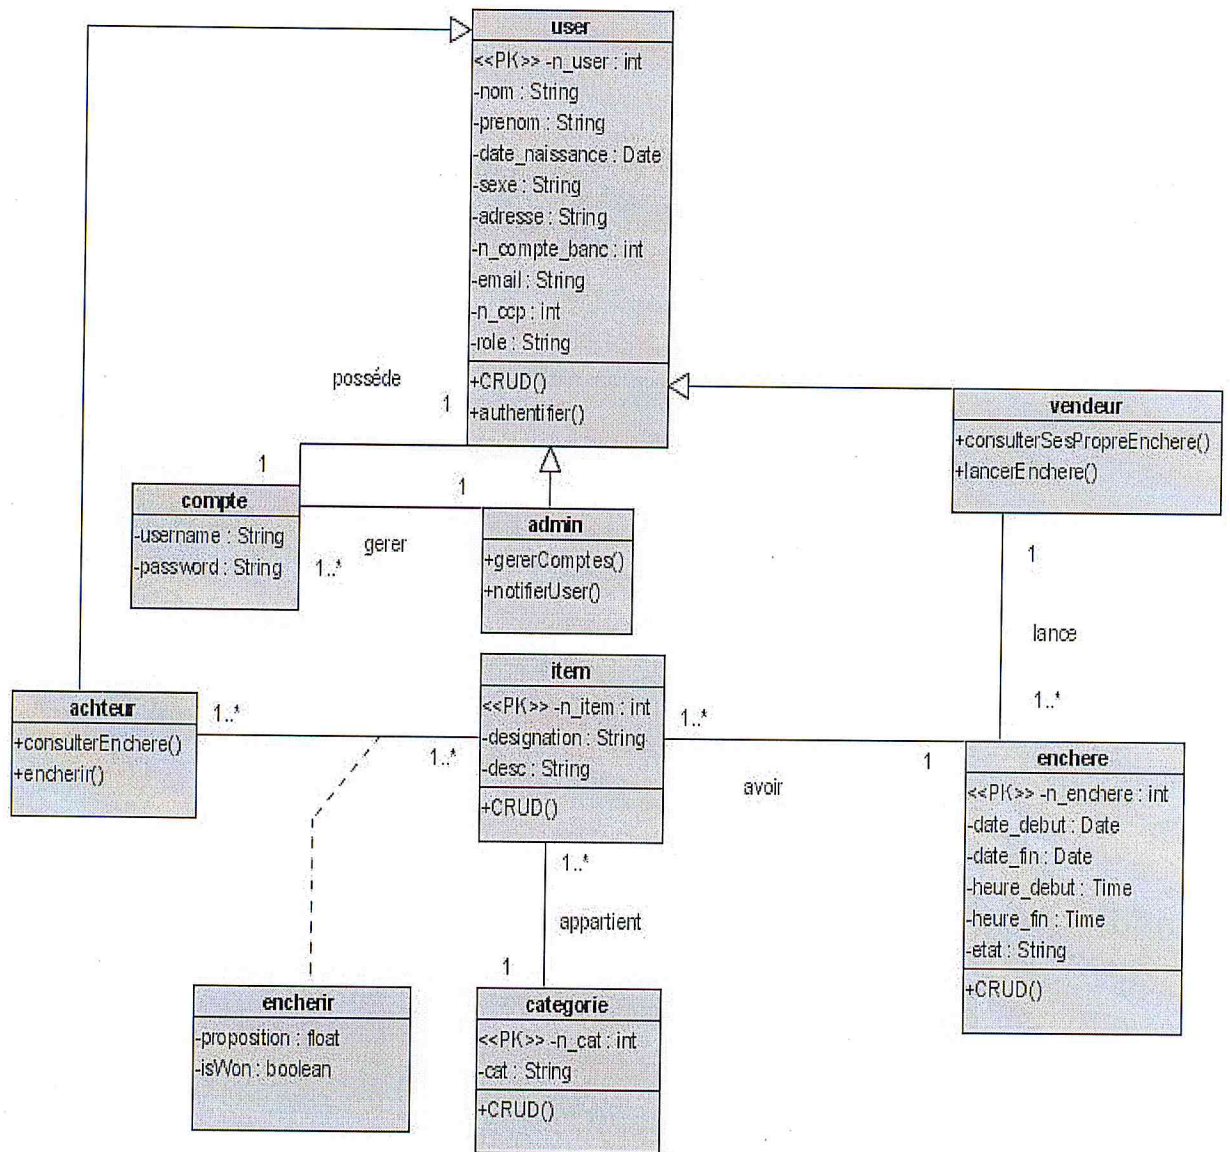 user
<<PK>> -n_user : int
-nom : String
-prenom : String
-date_naissance : Date
-sexe : String
-adresse : String
-n_compte_banc : int
-email : String
-n_ccp : int
-role : String
+CRUD()
+authentifier()
posséde
1
1
vendeur
+consulterSesPropreEnchere()
+lancerEnchere()
compte
-username : String
-password : String
1
gerer
1..*
admin
+gererComptes()
+notifierUser()
1
lance
1..*
achteur
+consulterEnchere()
+encherir()
1..*
1..*
item
<<PK>> -n_item : int
-designation : String
-desc : String
+CRUD()
1..*
avoir
1
enchere
<<PK>> -n_enchere : int
-date_debut : Date
-date_fin : Date
-heure_debut : Time
-heure_fin : Time
-etat : String
+CRUD()
1..*
appartient
1
encherir
-proposition : float
-isWon : boolean
categorie
<<PK>> -n_cat : int
-cat : String
+CRUD()